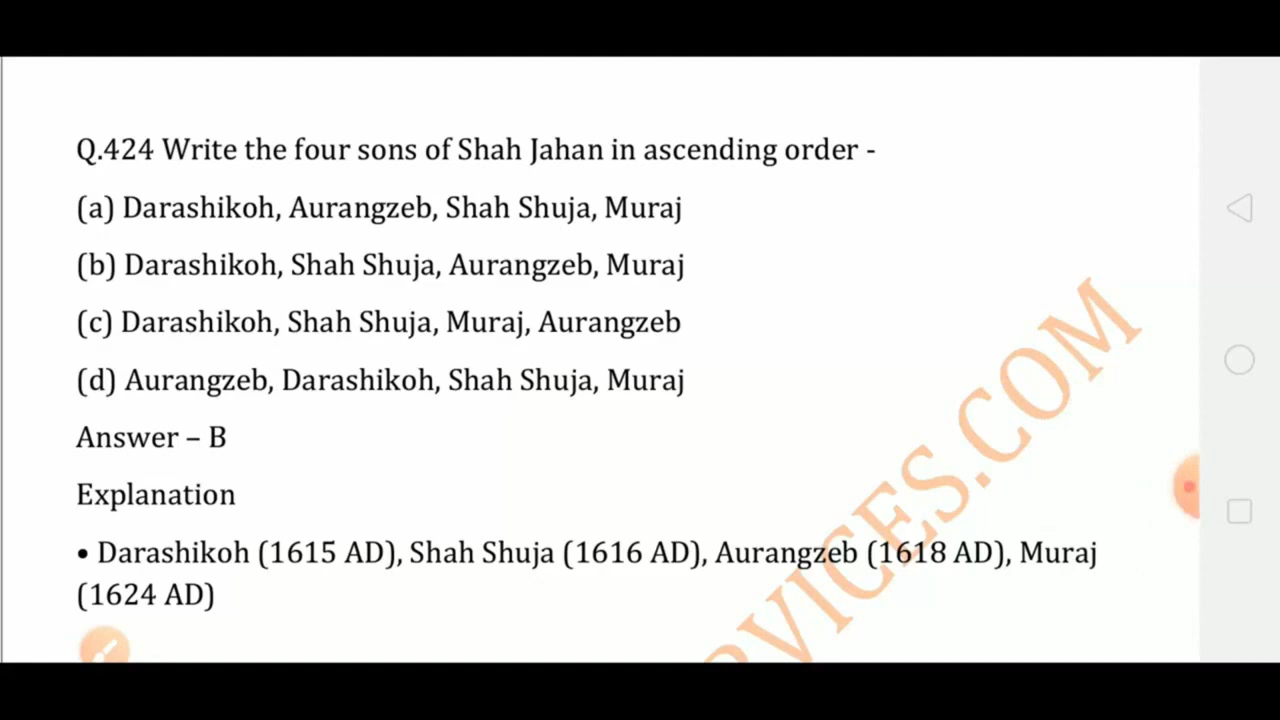 Q.424 Write the four sons of Shah Jahan in ascending order -
(a) Darashikoh, Aurangzeb, Shah Shuja, Muraj
(b) Darashikoh, Shah Shuja, Aurangzeb, Muraj
(c) Darashikoh, Shah Shuja, Muraj, Aurangzeb
(d) Aurangzeb, Darashikoh, Shah Shuja, Muraj
Answer – B
Explanation
• Darashikoh (1615 AD), Shah Shuja (1616 AD), Aurangzeb (1618 AD), Muraj
(1624 AD)
RVICES.COM